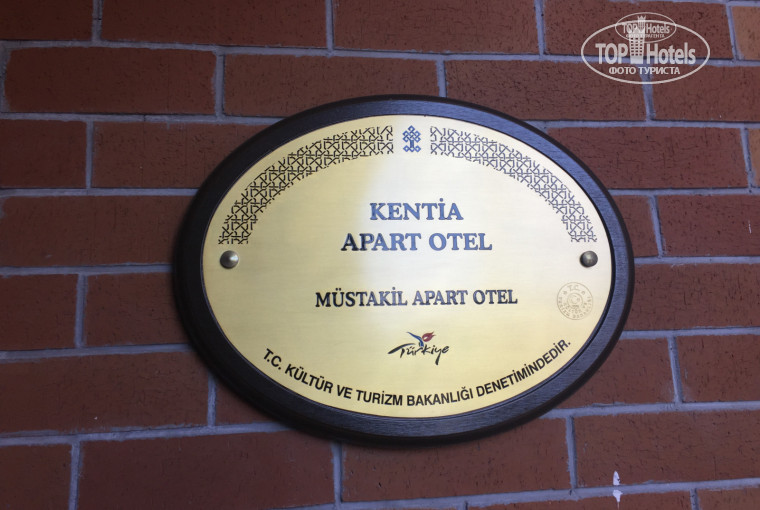 TOP Hotels
ФОТО ТУРИСТА
KENTİA
APART OTEL
MÜSTAKİL APART OTEL
Türkiye
T.C. KÜLTÜR VE TURİZM BAKANLIĞI DENETİMİNDEDİR.
T.C.